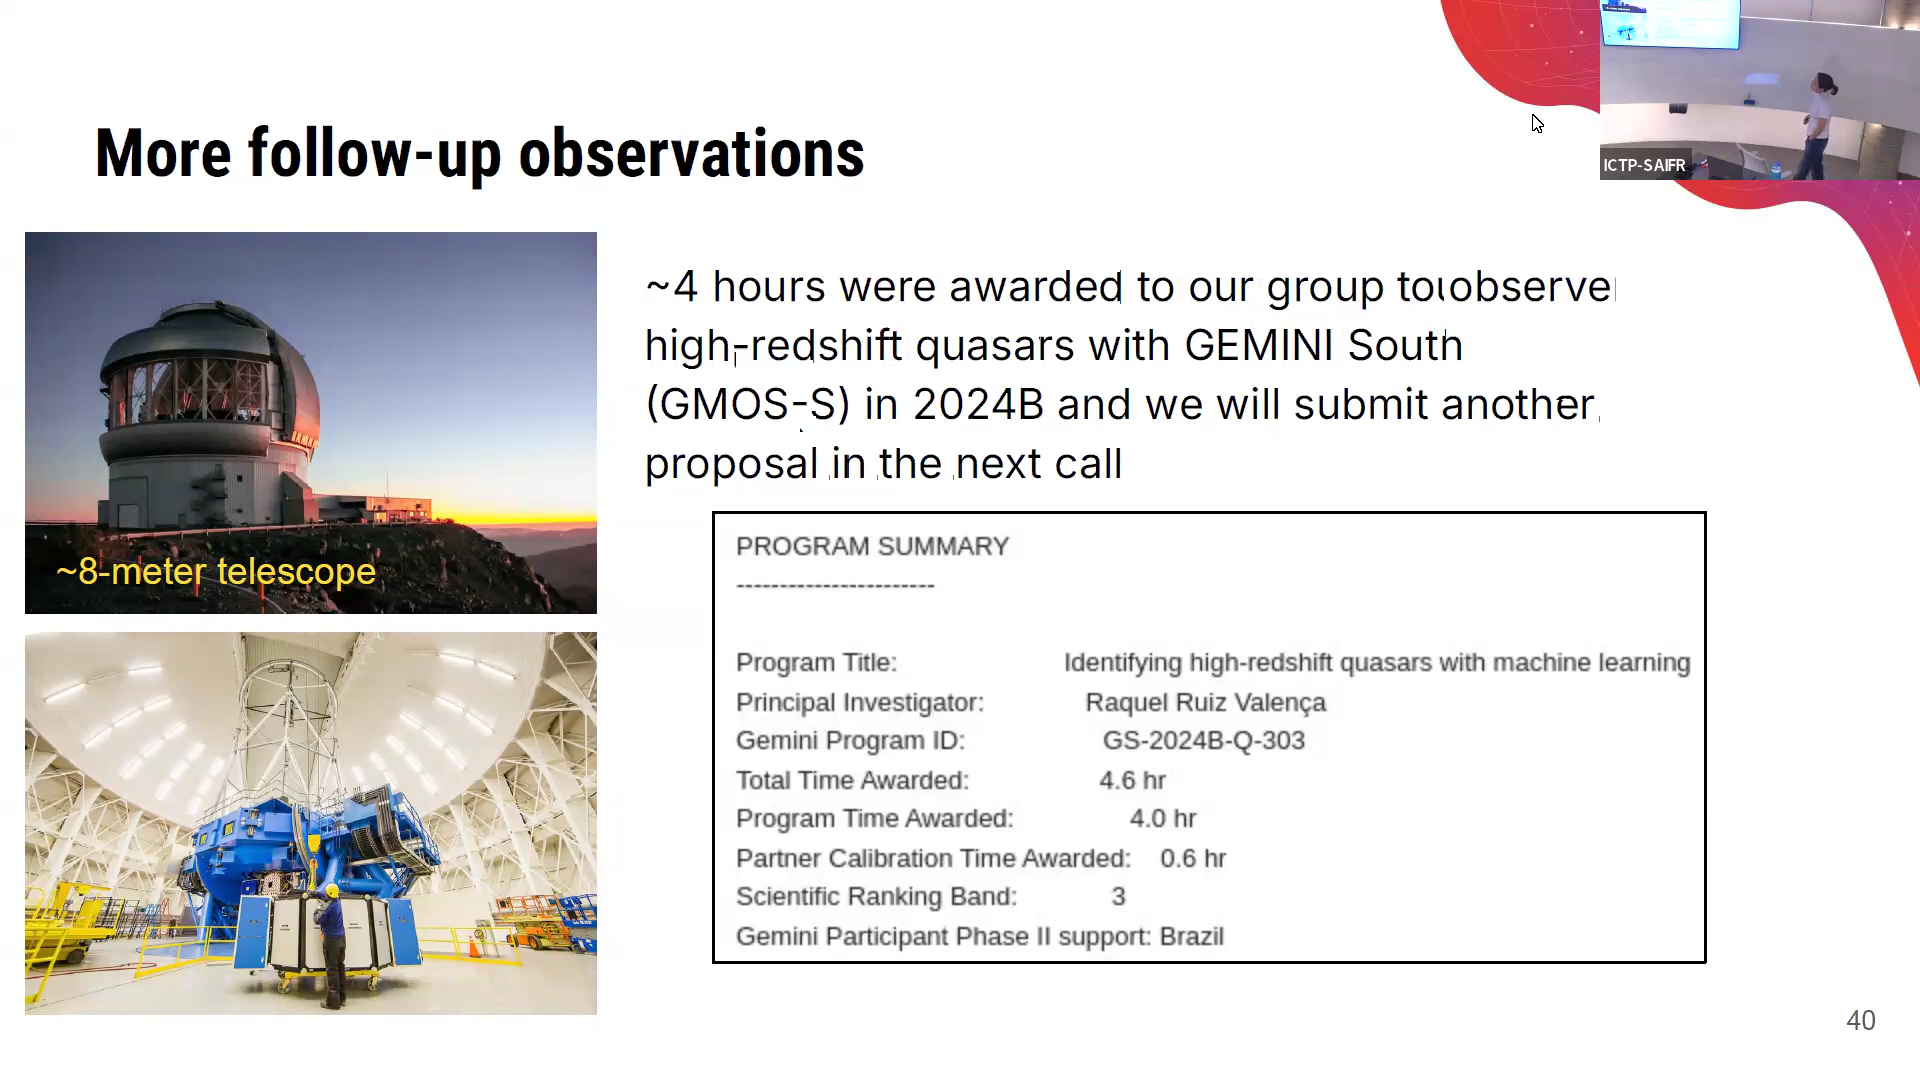 More follow-up observations
ICTP-SAIFR
~4 hours were awarded to our group to observe
high-redshift quasars with GEMINI South
(GMOS-S) in 2024B and we will submit another
proposal in the next call
~8-meter telescope
PROGRAM SUMMARY
------------------------
Program Title: Identifying high-redshift quasars with machine learning
Principal Investigator: Raquel Ruiz Valença
Gemini Program ID: GS-2024B-Q-303
Total Time Awarded: 4.6 hr
Program Time Awarded: 4.0 hr
Partner Calibration Time Awarded: 0.6 hr
Scientific Ranking Band: 3
Gemini Participant Phase II support: Brazil
40